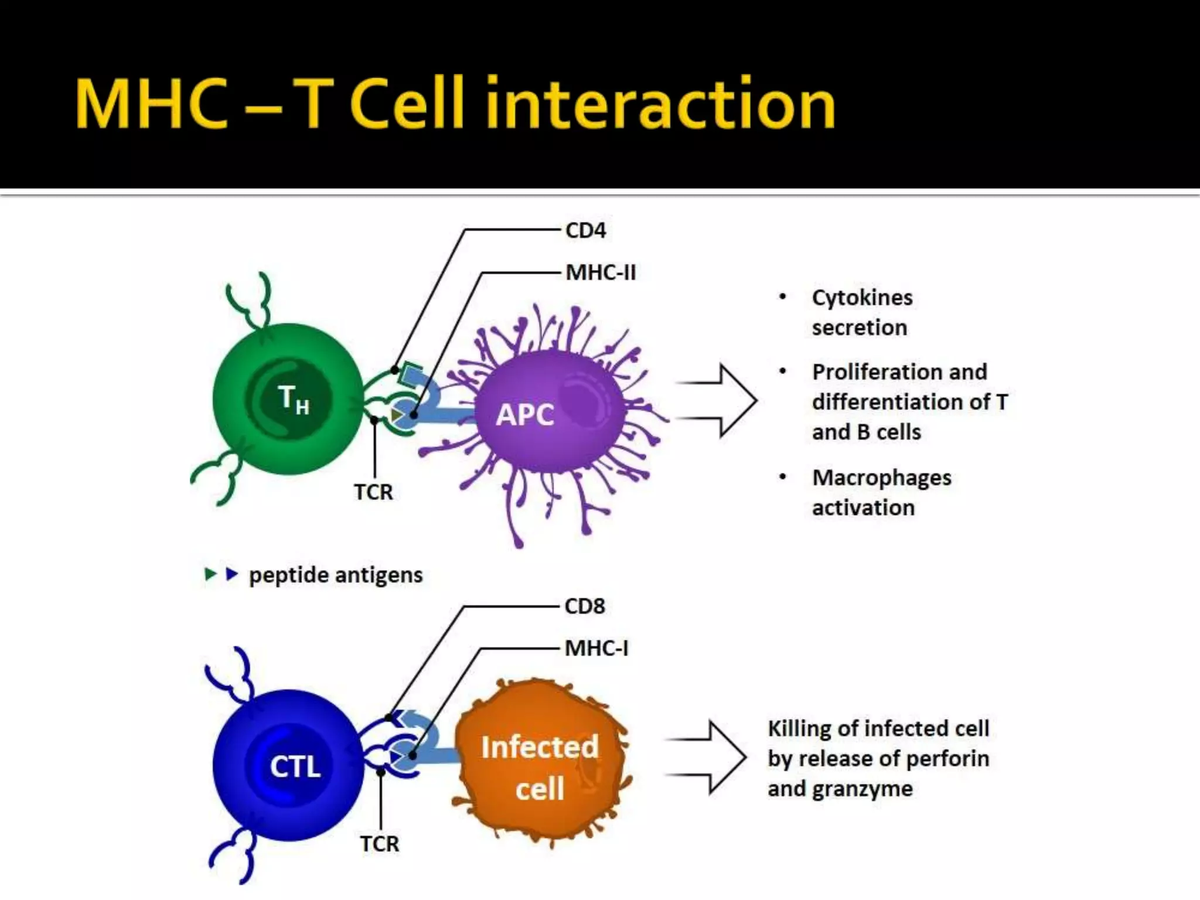 MHC – T Cell interaction
CD4
MHC-II
TH
APC
TCR
• Cytokines
secretion
• Proliferation and
differentiation of T
and B cells
• Macrophages
activation
peptide antigens
CD8
MHC-I
CTL
Infected
cell
TCR
Killing of infected cell
by release of perforin
and granzyme